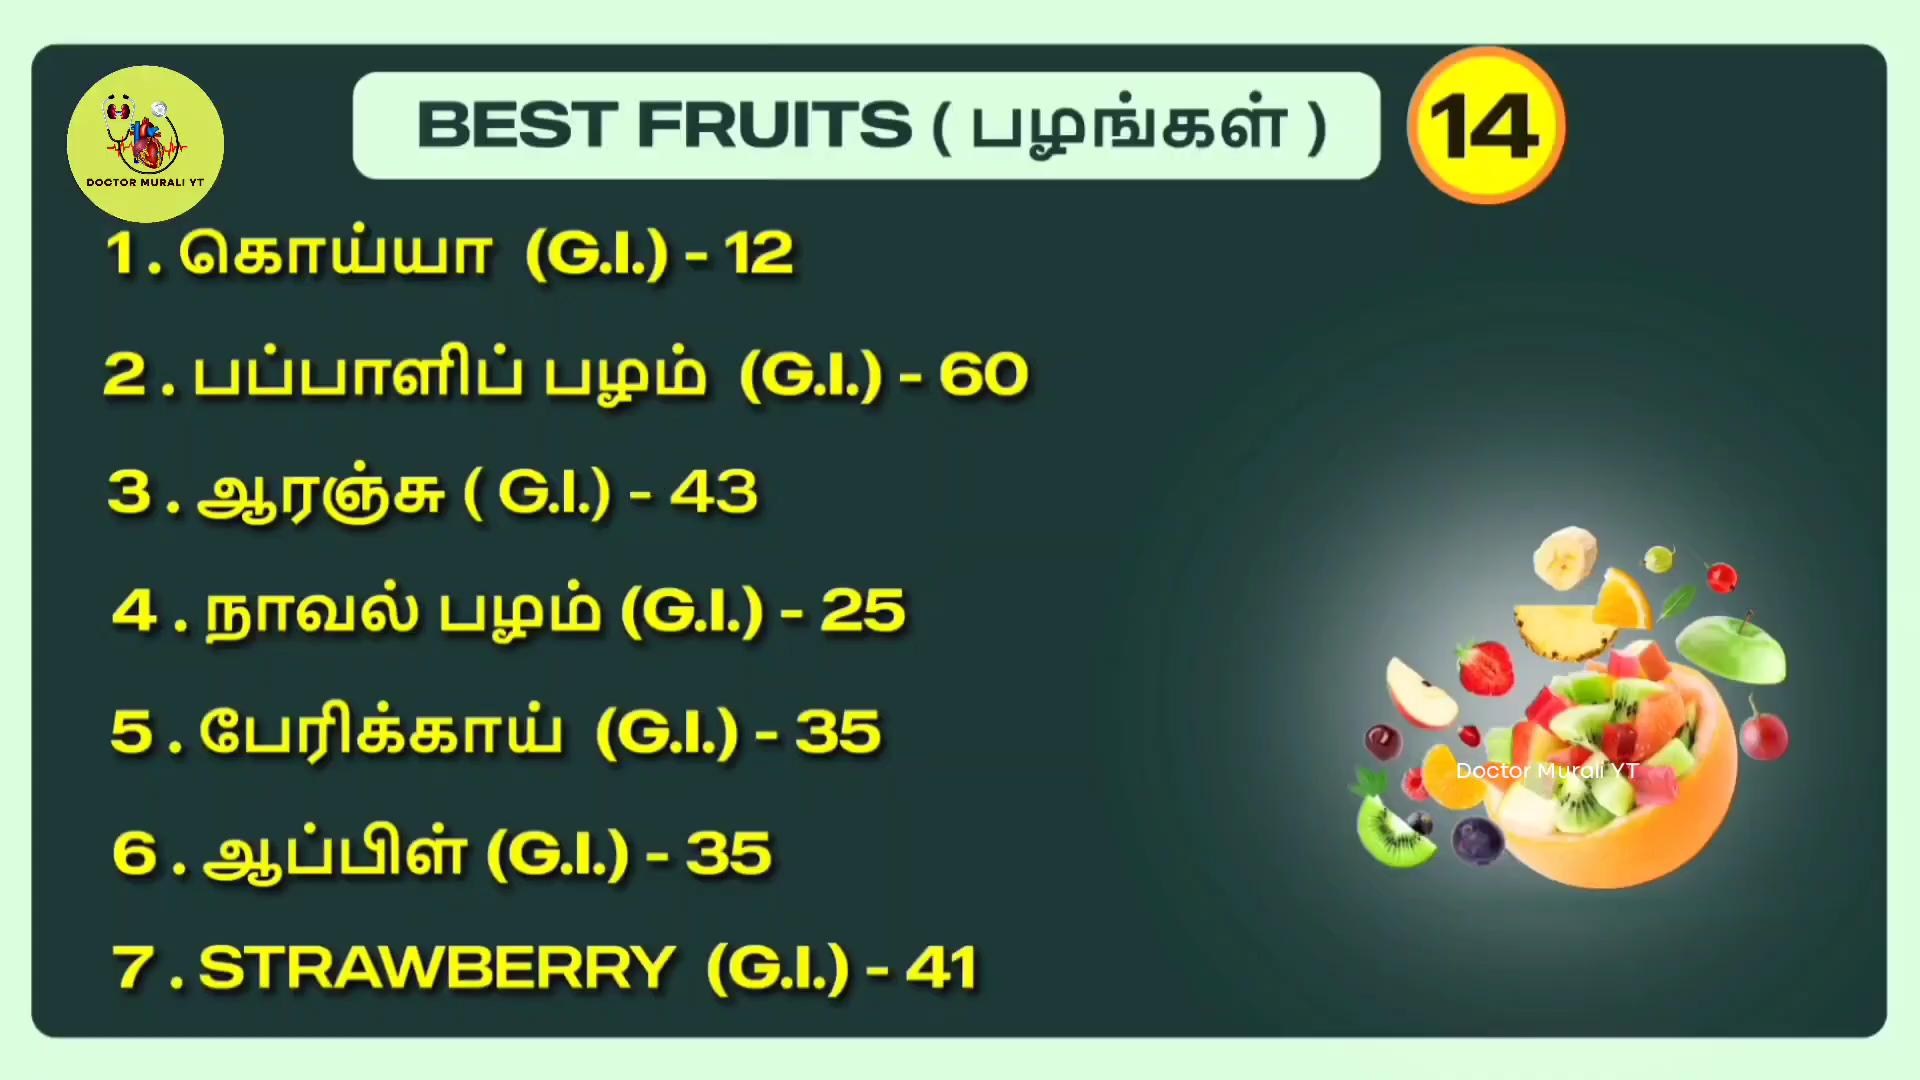 BEST FRUITS ( பழங்கள் )
14
DOCTOR MURALI YT
1 . கொய்யா (G.I.) - 12
2 . பப்பாளிப் பழம் (G.I.) - 60
3 . ஆரஞ்சு ( G.I.) - 43
4 . நாவல் பழம் (G.I.) - 25
5 . பேரிக்காய் (G.I.) - 35
Doctor Murali YT
6 . ஆப்பிள் (G.I.) - 35
7 . STRAWBERRY (G.I.) - 41